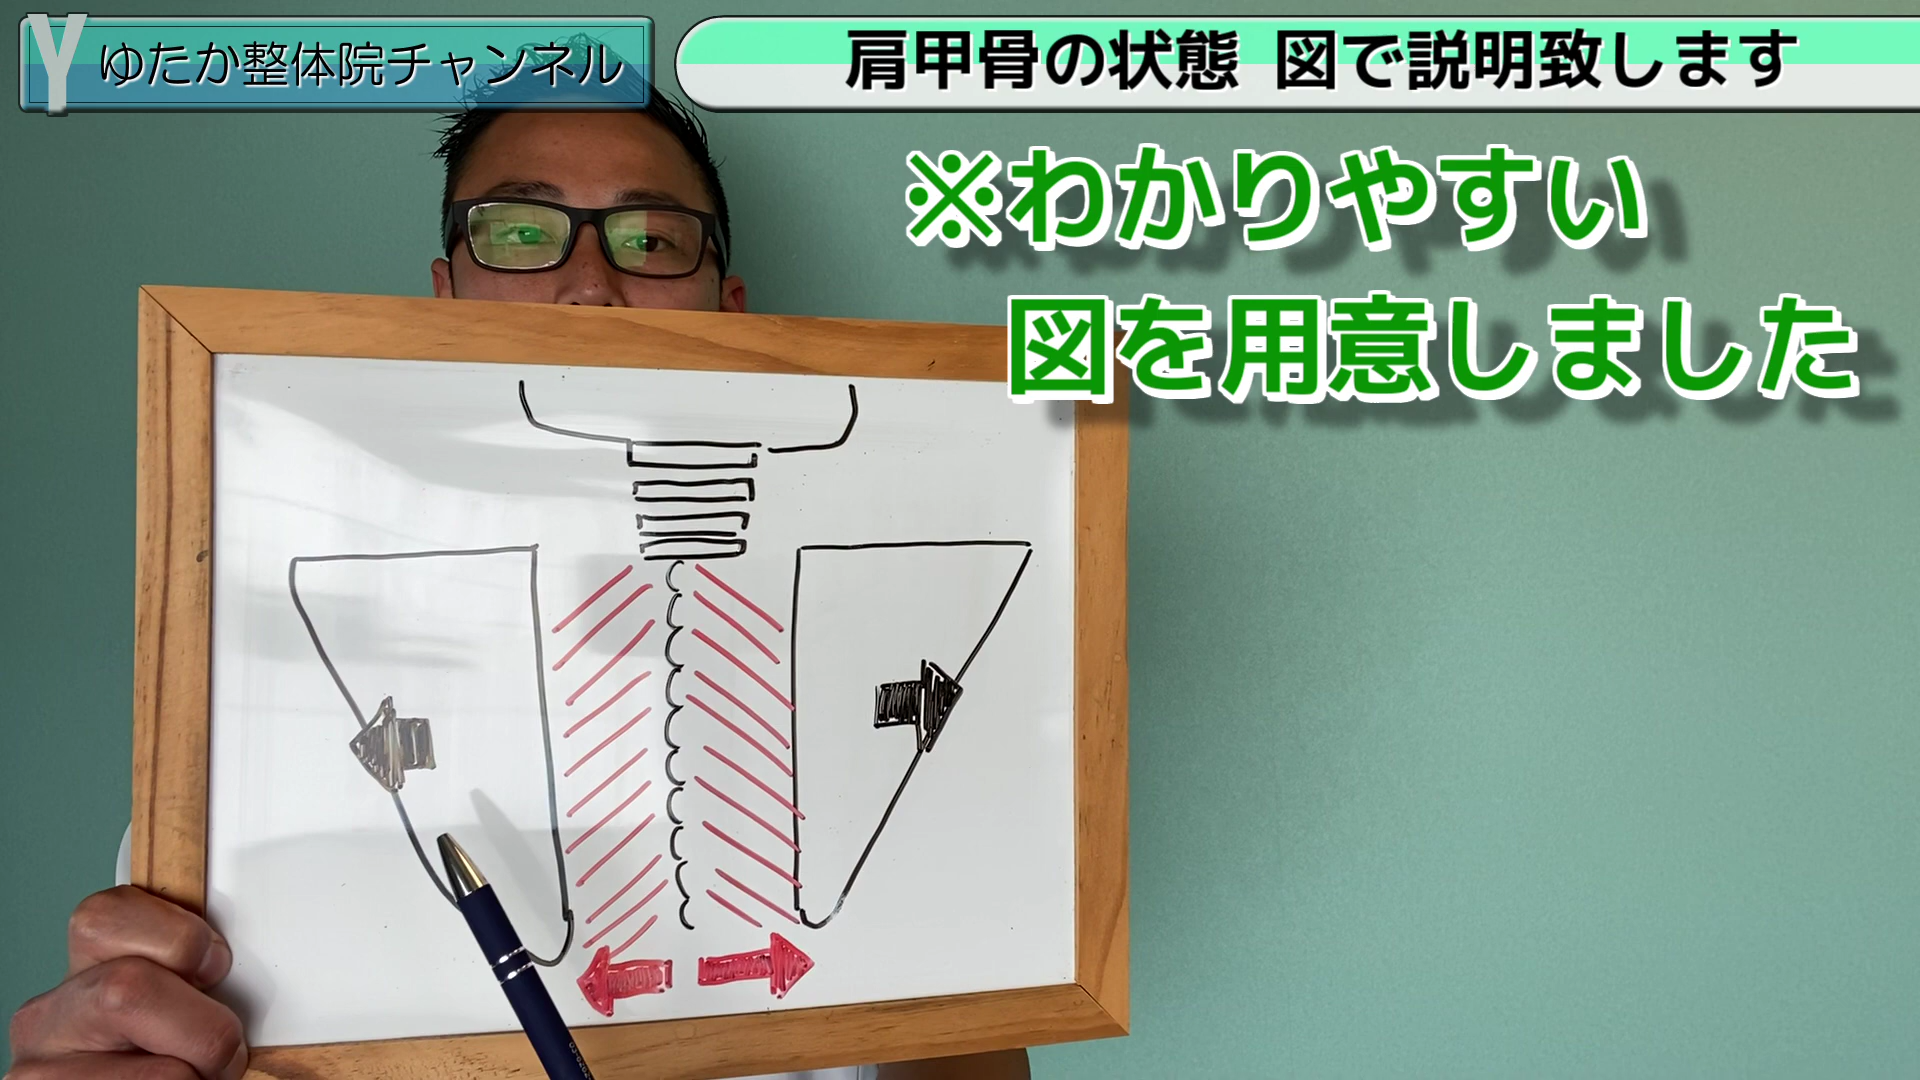 Y ゆたか整体院チャンネル
肩甲骨の状態 図で説明致します
※わかりやすい
図を用意しました